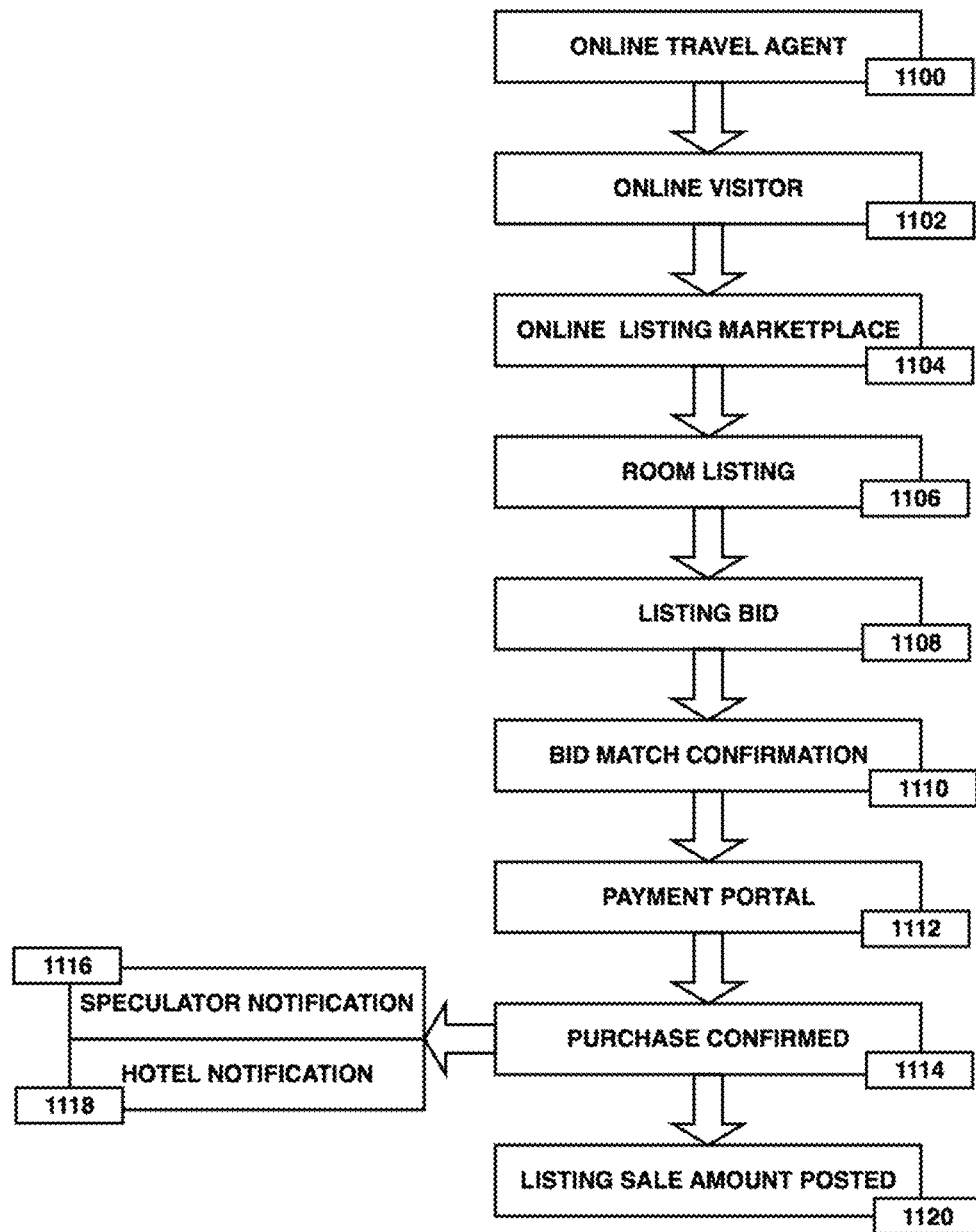 ONLINE TRAVEL AGENT
1100
ONLINE VISITOR
1102
ONLINE LISTING MARKETPLACE
1104
ROOM LISTING
1106
LISTING BID
1108
BID MATCH CONFIRMATION
1110
PAYMENT PORTAL
1112
1116
SPECULATOR NOTIFICATION
HOTEL NOTIFICATION
1118
PURCHASE CONFIRMED
1114
LISTING SALE AMOUNT POSTED
1120